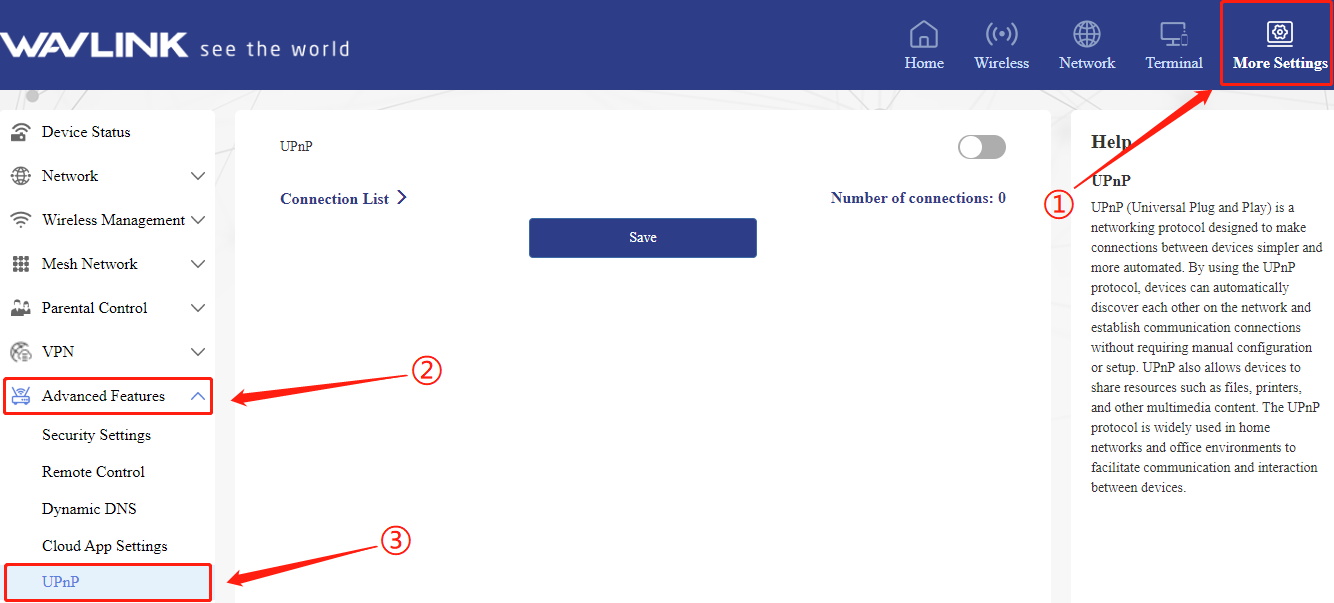 WAVLINK see the world
Home
Wireless
Network
Terminal
More Settings
Device Status
Network
Wireless Management
Mesh Network
Parental Control
VPN
Advanced Features
Security Settings
Remote Control
Dynamic DNS
Cloud App Settings
UPnP
UPnP
Connection List
Number of connections: 0
Save
①
②
③
Help
UPnP
UPnP (Universal Plug and Play) is a
networking protocol designed to make
connections between devices simpler and
more automated. By using the UPnP
protocol, devices can automatically
discover each other on the network and
establish communication connections
without requiring manual configuration
or setup. UPnP also allows devices to
share resources such as files, printers,
and other multimedia content. The UPnP
protocol is widely used in home
networks and office environments to
facilitate communication and interaction
between devices.